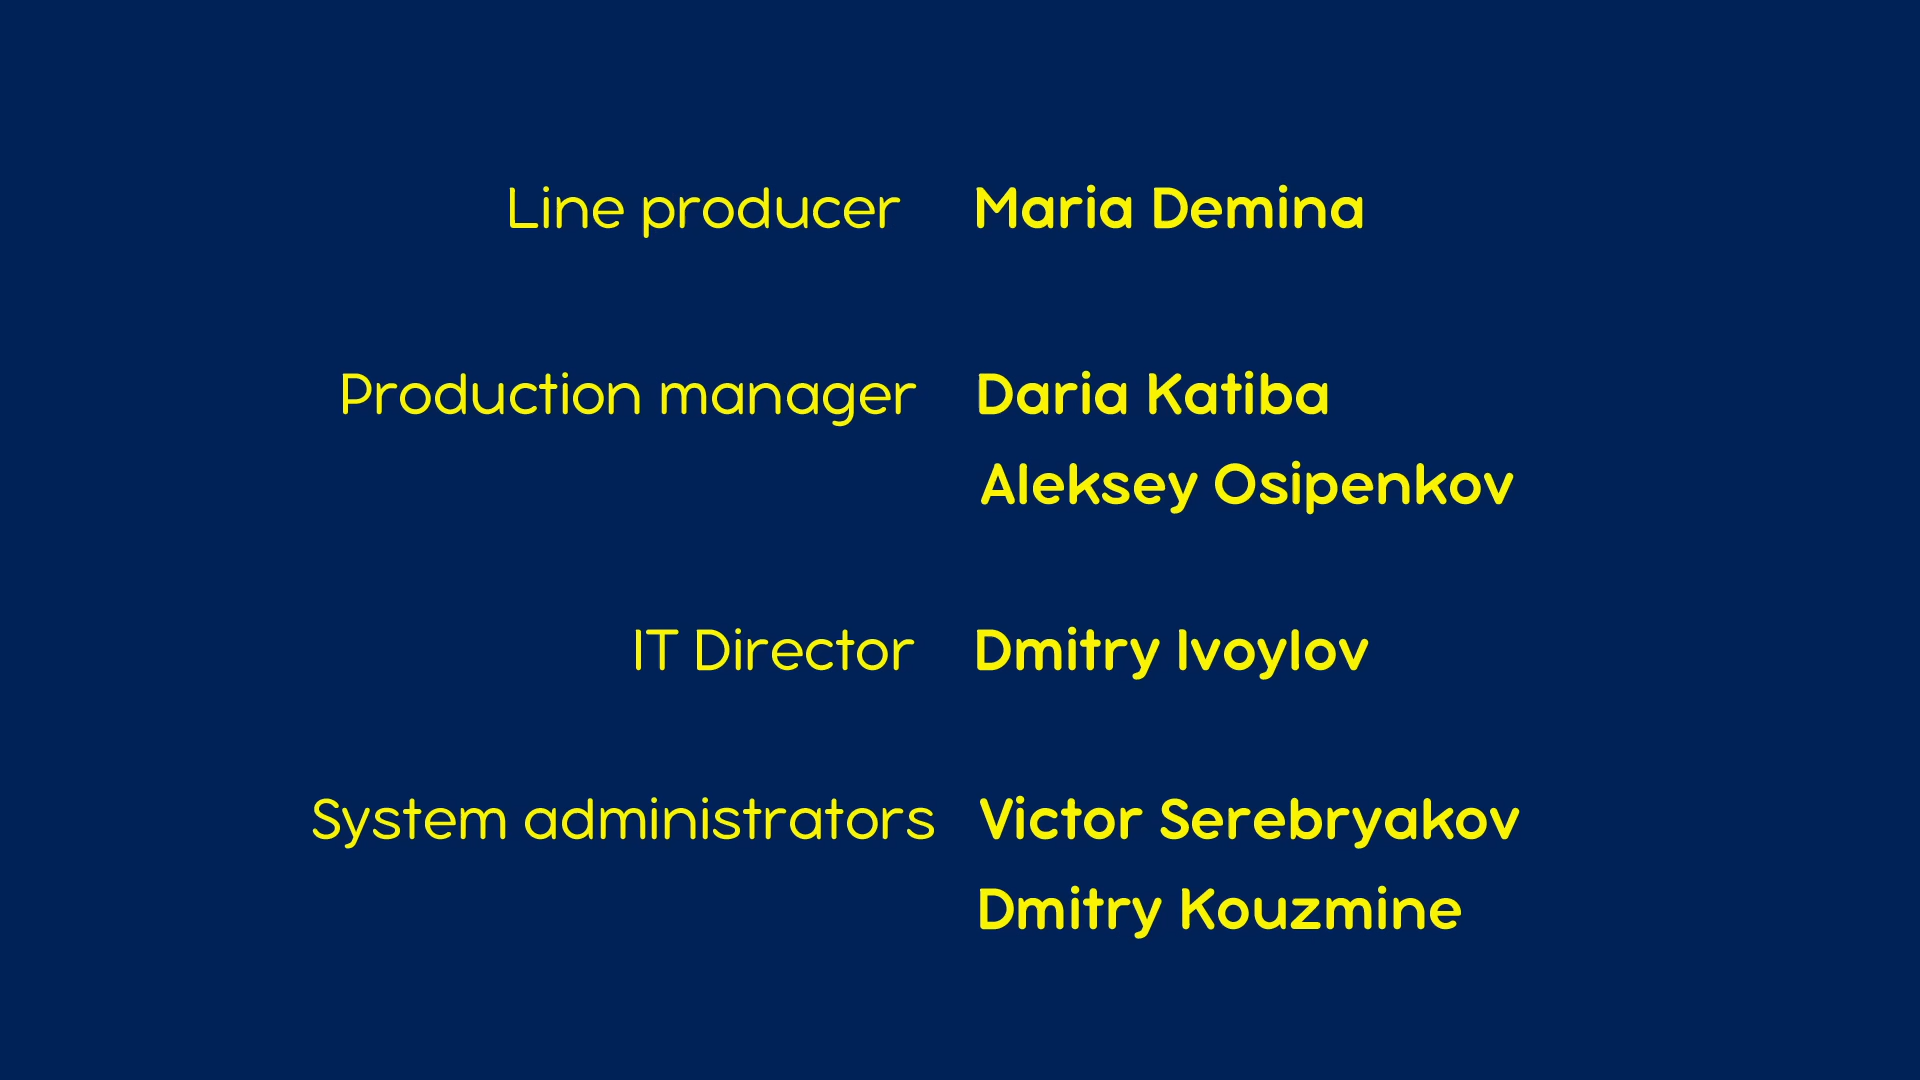 Line producer Maria Demina
Production manager Daria Katiba
Aleksey Osipenkov
IT Director Dmitry Ivoylov
System administrators Victor Serebryakov
Dmitry Kouzmine